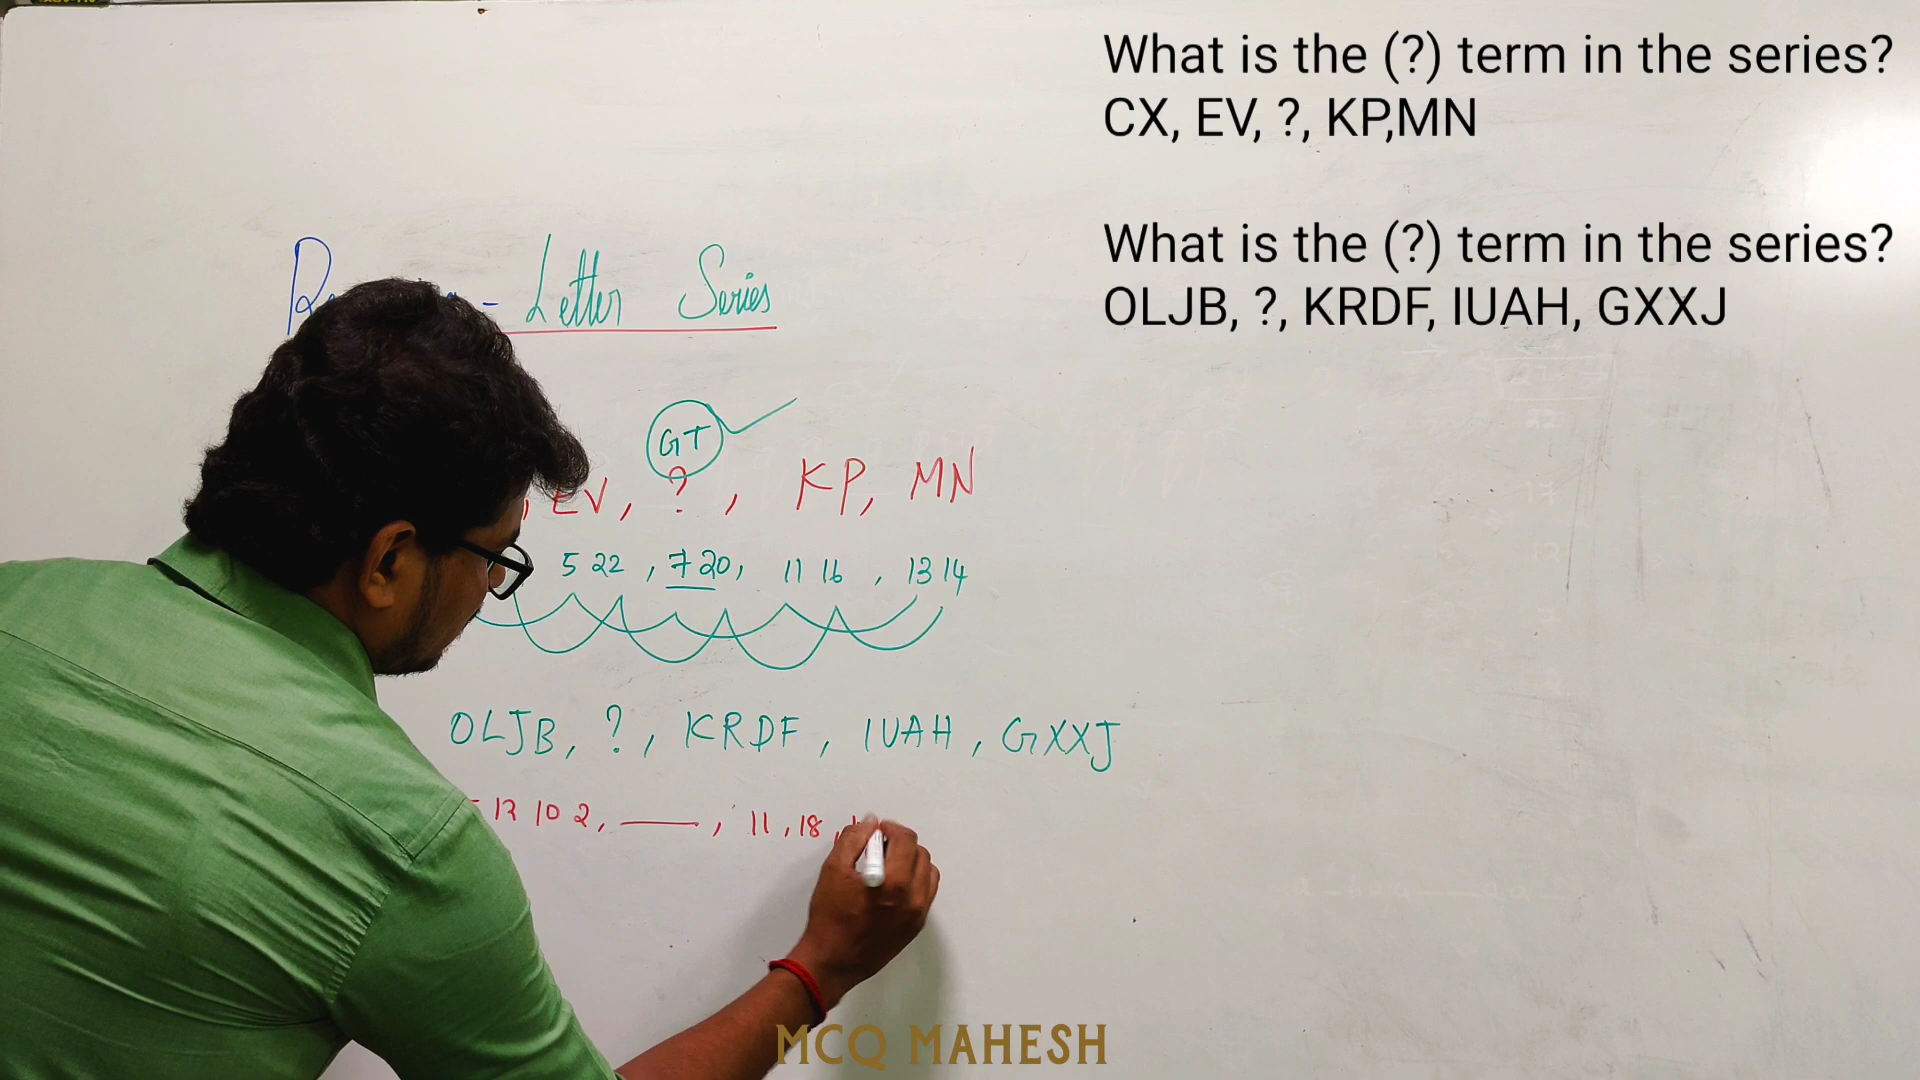 What is the (?) term in the series?
CX, EV, ?, KP,MN
What is the (?) term in the series?
OLJB, ?, KRDF, IUAH, GXXJ
- Letter Series
GT
, EV, ?, KP, MN
5 22 , 7 20, 11 16 , 13 14
OLJB, ?, KRDF, IUAH, GXXJ
12 10 2, ___, 11 ,18 ,
MCQ MAHESH